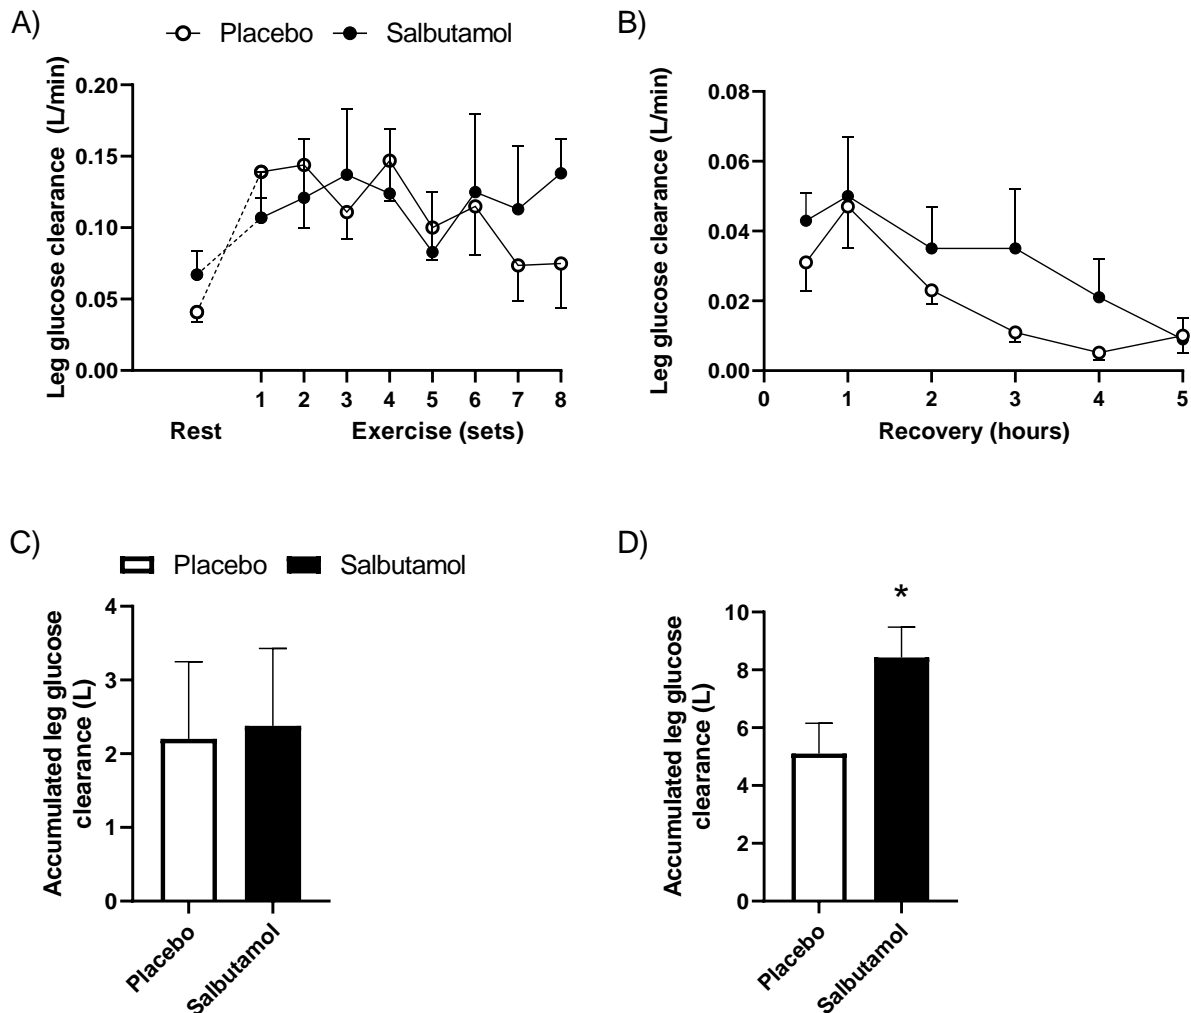 A)
Placebo
Salbutamol
Leg glucose clearance (L/min)
0.20
0.15
0.10
0.05
0.00
1 2 3 4 5 6 7 8
Rest
Exercise (sets)
B)
Leg glucose clearance (L/min)
0.08
0.06
0.04
0.02
0.00
0 1 2 3 4 5
Recovery (hours)
C)
Placebo
Salbutamol
Accumulated leg glucose
clearance (L)
4
3
2
1
0
Placebo
Salbutamol
D)
Accumulated leg glucose
clearance (L)
10
8
6
4
2
0
*
Placebo
Salbutamol